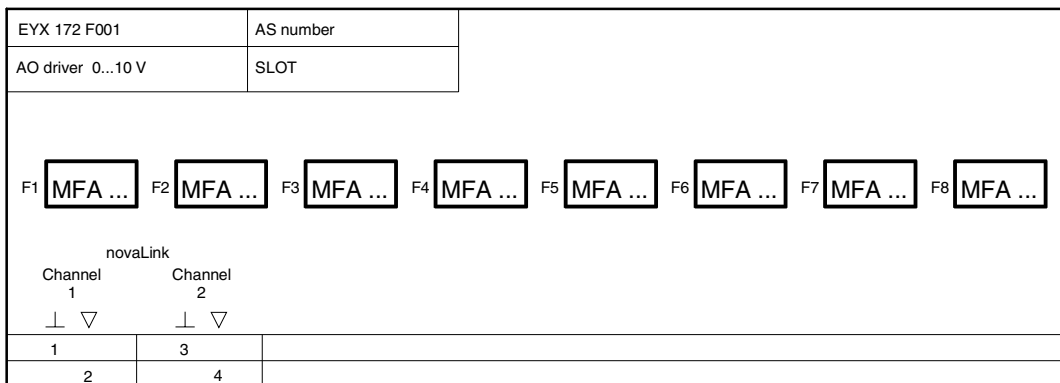 EYX 172 F001 AS number
AO driver 0...10 V SLOT
F1 MFA ... F2 MFA ... F3 MFA ... F4 MFA ... F5 MFA ... F6 MFA ... F7 MFA ... F8 MFA ...
novaLink
Channel Channel
1 2
1 3
2 4